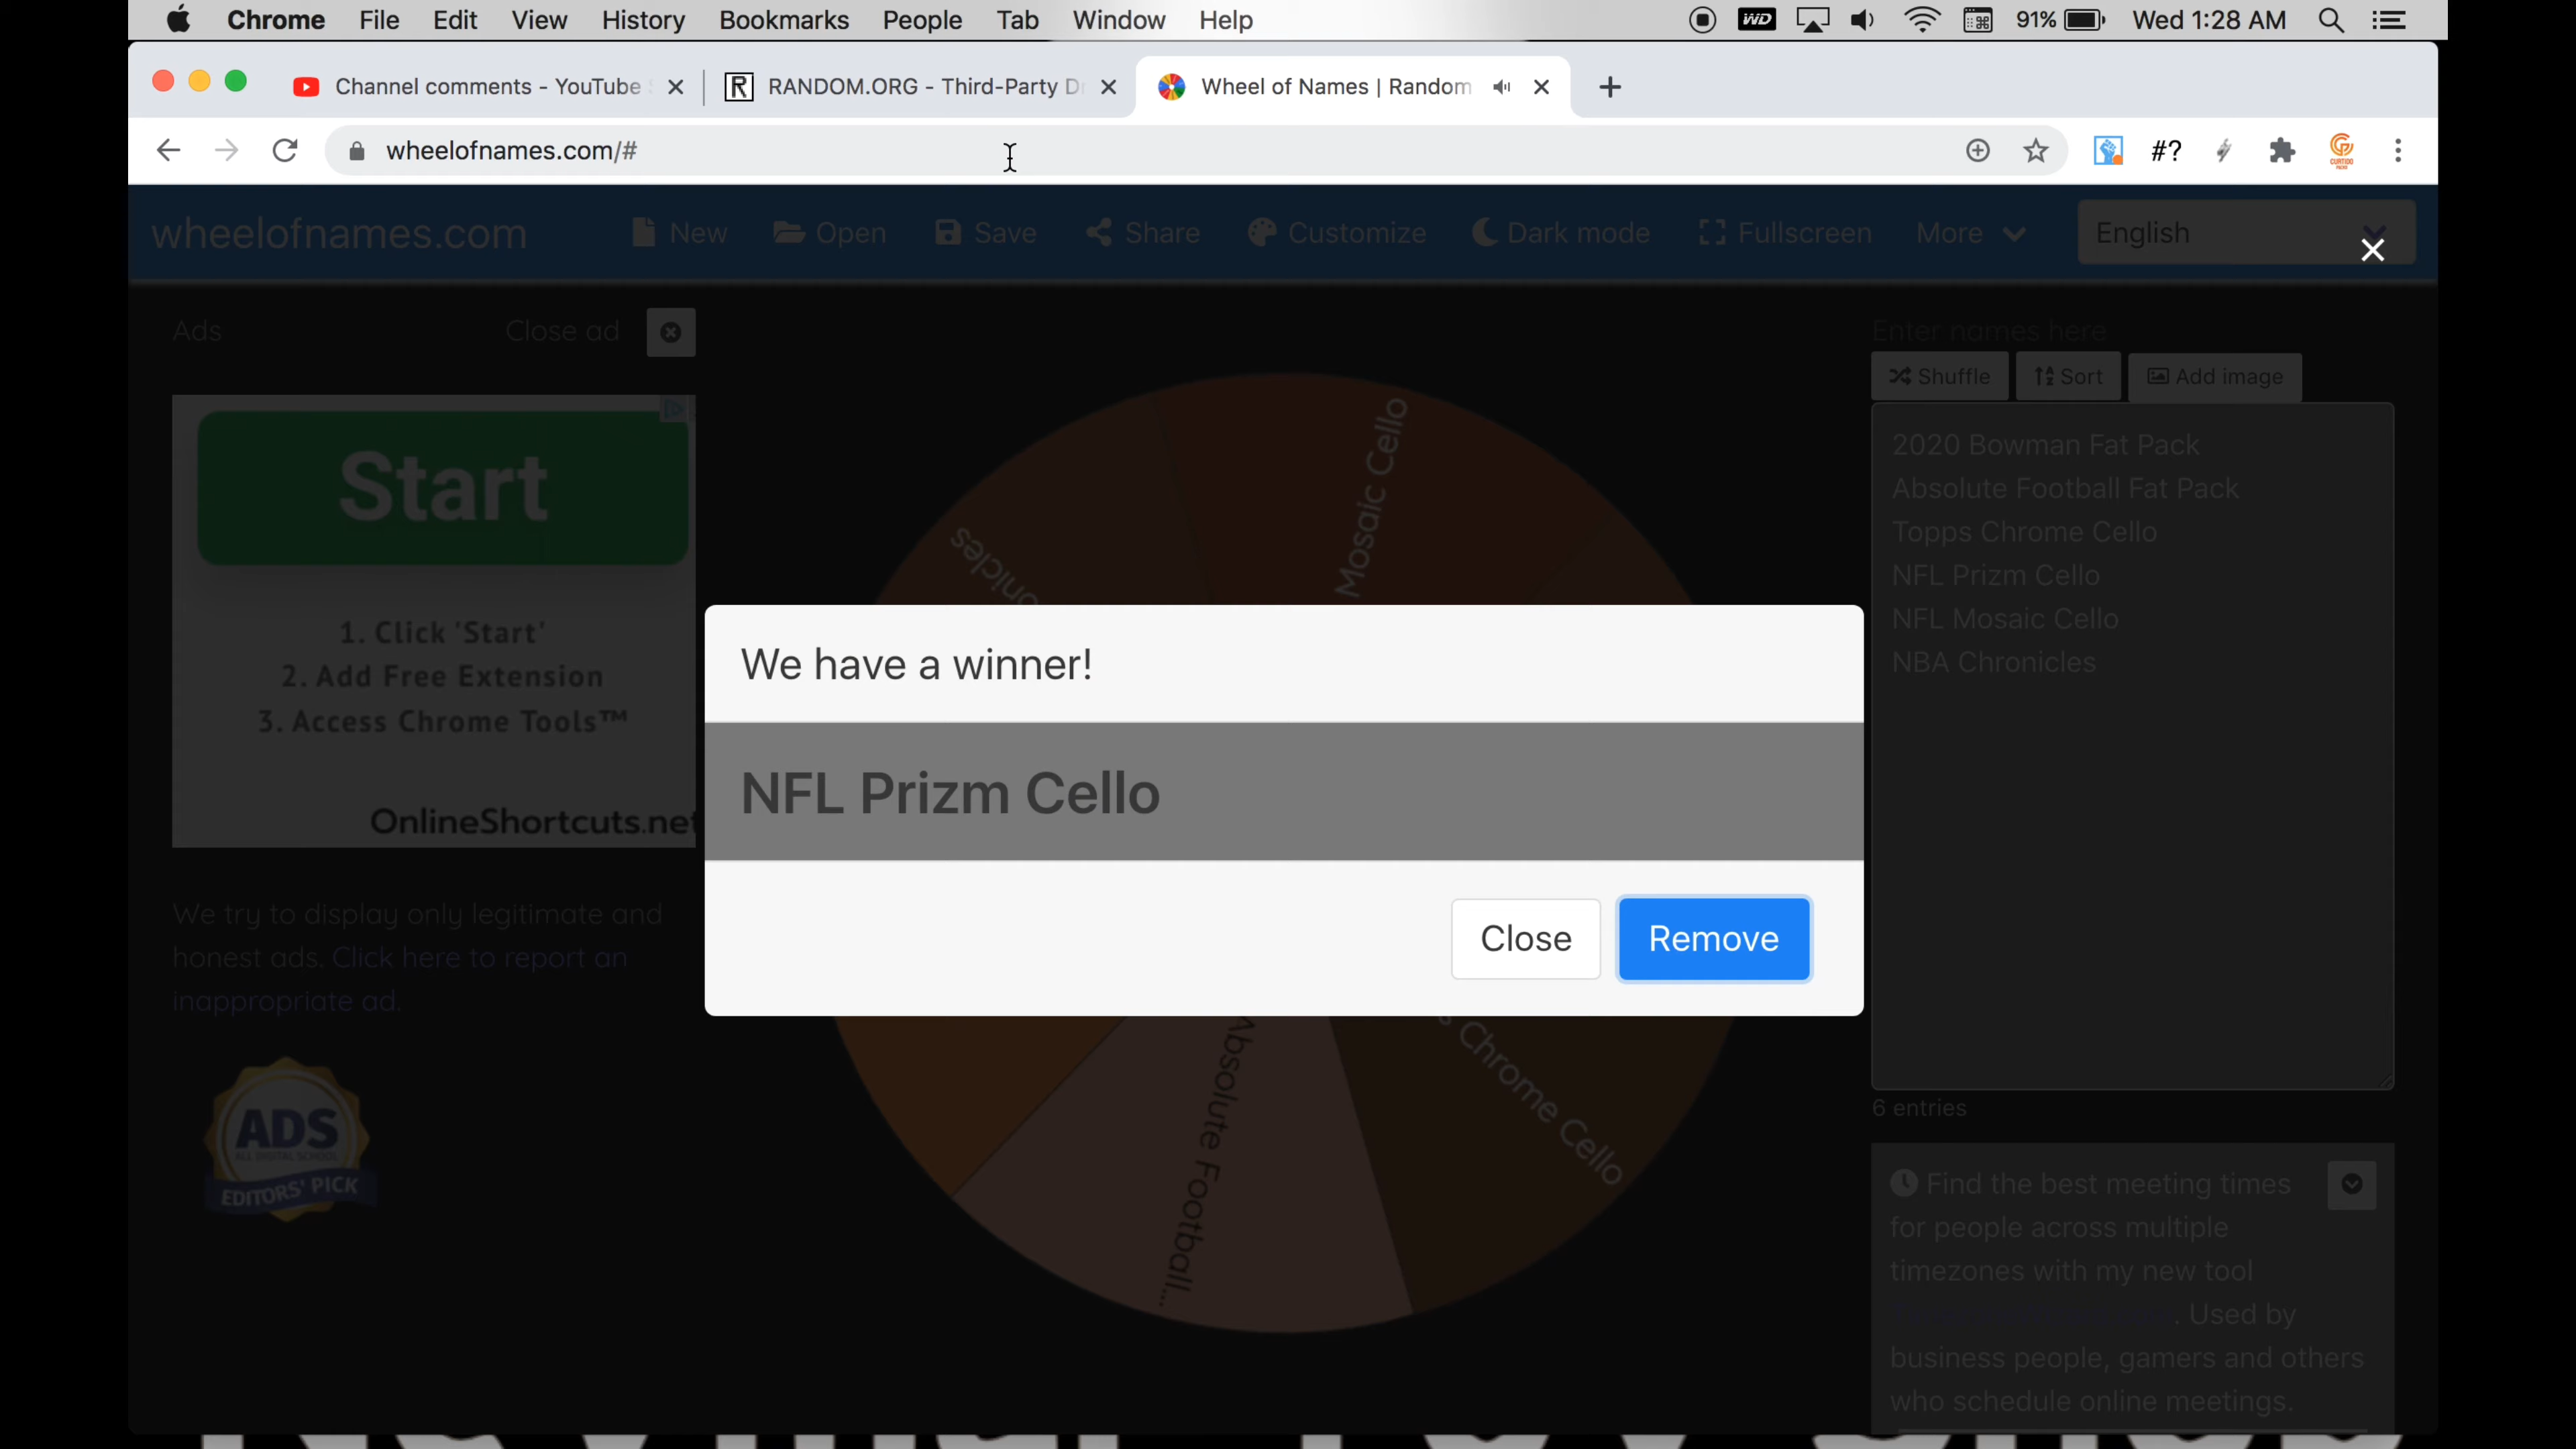 Chrome File Edit View History Bookmarks People Tab Window Help 91% Wed 1:28 AM
Channel comments - YouTube RANDOM.ORG - Third-Party Wheel of Names | Random
wheelofnames.com/# #?
wheelofnames.com New Open Save Share Customize Dark mode Fullscreen More English
Ads Close ad
Start
1. Click 'Start'
2. Add Free Extension
3. Access Chrome Tools™
OnlineShortcuts.net
We try to display only legitimate and
honest ads. Click here to report an
inappropriate ad.
ADS
ALL DIGITAL SCHOOL
EDITORS' PICK
Mosaic Cello
Chrome Cello
Absolute Football...
We have a winner!
NFL Prizm Cello
Close Remove
Enter names here
Shuffle Sort Add image
2020 Bowman Fat Pack
Absolute Football Fat Pack
Topps Chrome Cello
NFL Prizm Cello
NFL Mosaic Cello
NBA Chronicles
6 entries
Find the best meeting times
for people across multiple
timezones with my new tool
. Used by
business people, gamers and others
who schedule online meetings.